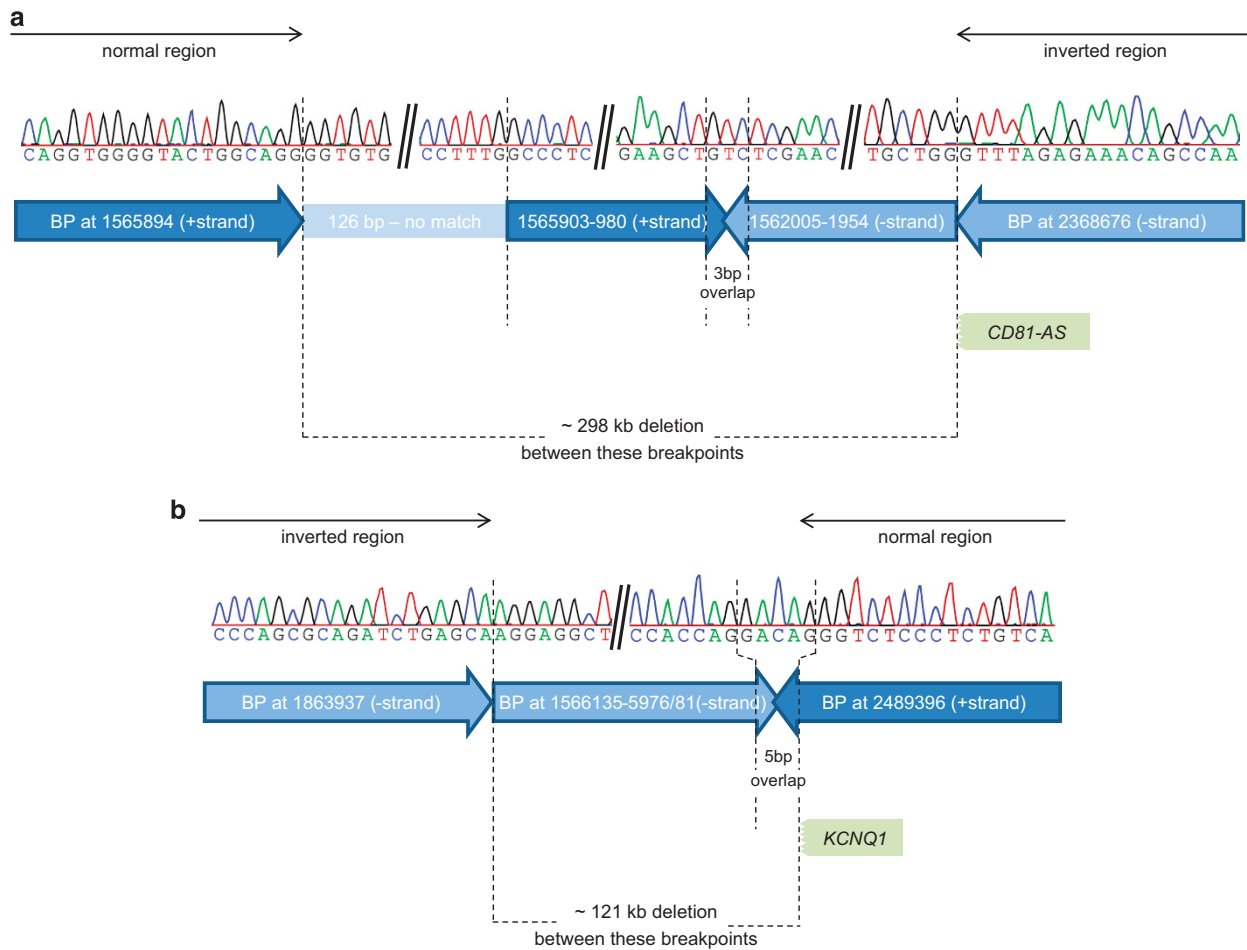 a
normal region
inverted region
CAGGTGGGGTACTGGCAGGGGTGTG
CCTTTGGCCCTC
GAAGCTGTCTCGAAC
TGCTGGGTTTAGAGAAACAGCCAA
BP at 1565894 (+strand)
126 bp – no match
1565903-980 (+strand)
1562005-1954 (-strand)
BP at 2368676 (-strand)
3bp
overlap
CD81-AS
~ 298 kb deletion
between these breakpoints
b
inverted region
normal region
CCCAGCGCAGATCTGAGCAAGGAGGCT
CCACCAGGACAGGGTCTCCCTCTGTCA
BP at 1863937 (-strand)
BP at 1566135-5976/81(-strand)
BP at 2489396 (+strand)
5bp
overlap
KCNQ1
~ 121 kb deletion
between these breakpoints